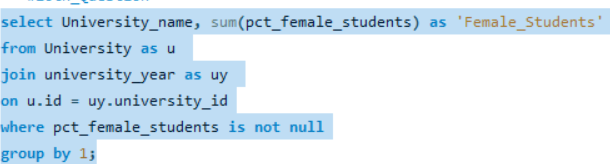 select University_name, sum(pct_female_students) as 'Female_Students'
from University as u
join university_year as uy
on u.id = uy.university_id
where pct_female_students is not null
group by 1;